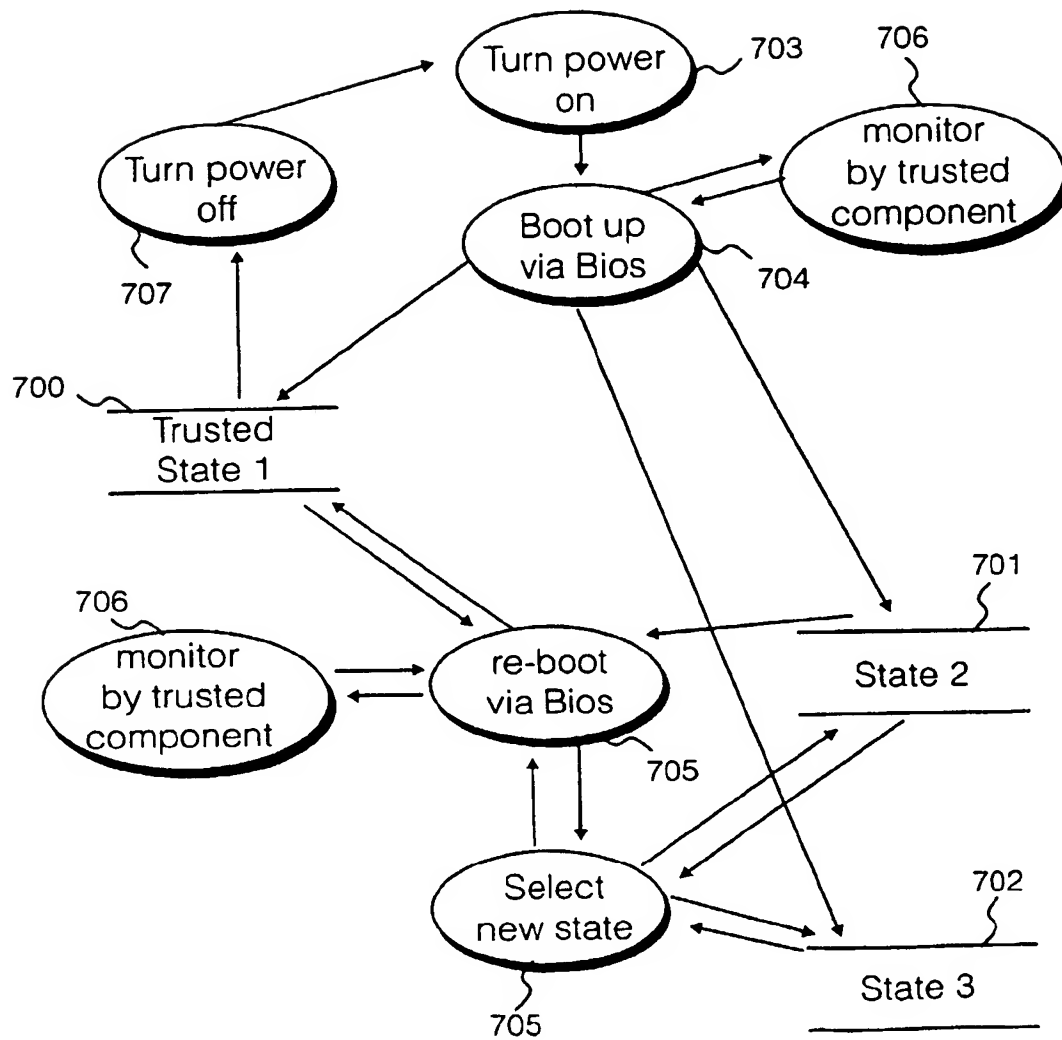 Turn power
on
703
706
monitor
by trusted
component
Turn power
off
707
Boot up
via Bios
704
700
Trusted
State 1
701
State 2
706
monitor
by trusted
component
re-boot
via Bios
705
Select
new state
705
702
State 3